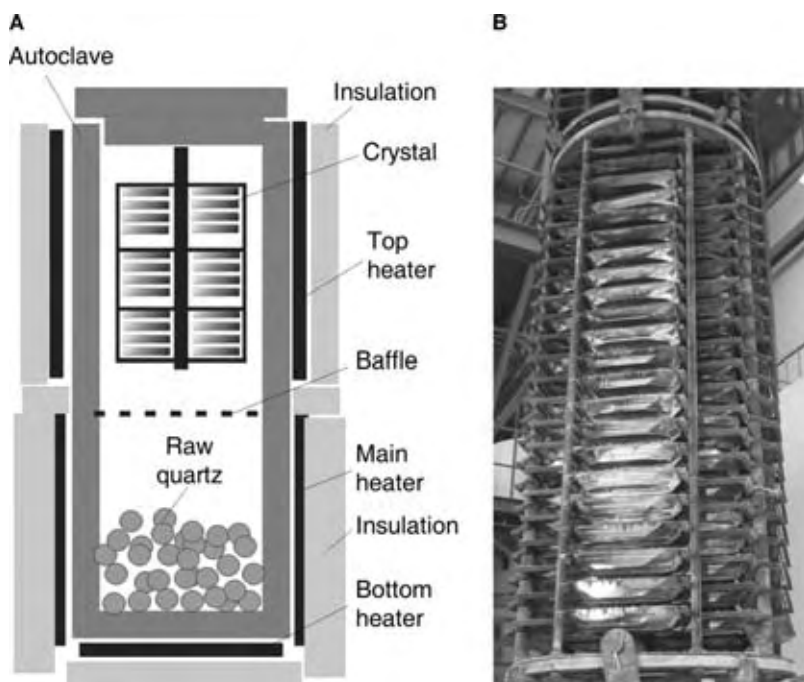 A
B
Autoclave
Insulation
Crystal
Top
heater
Baffle
Raw
quartz
Main
heater
Insulation
Bottom
heater